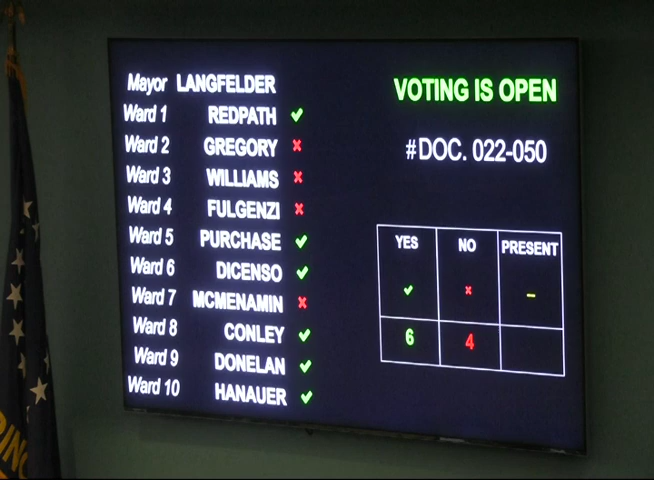 Mayor LANGFELDER
Ward 1 REDPATH ✓
Ward 2 GREGORY ✗
Ward 3 WILLIAMS ✗
Ward 4 FULGENZI ✗
Ward 5 PURCHASE ✓
Ward 6 DICENSO ✓
Ward 7 MCMENAMIN ✗
Ward 8 CONLEY ✓
Ward 9 DONELAN ✓
Ward 10 HANAUER ✓
VOTING IS OPEN
#DOC. 022-050
YES NO PRESENT
✓ ✗ –
6 4